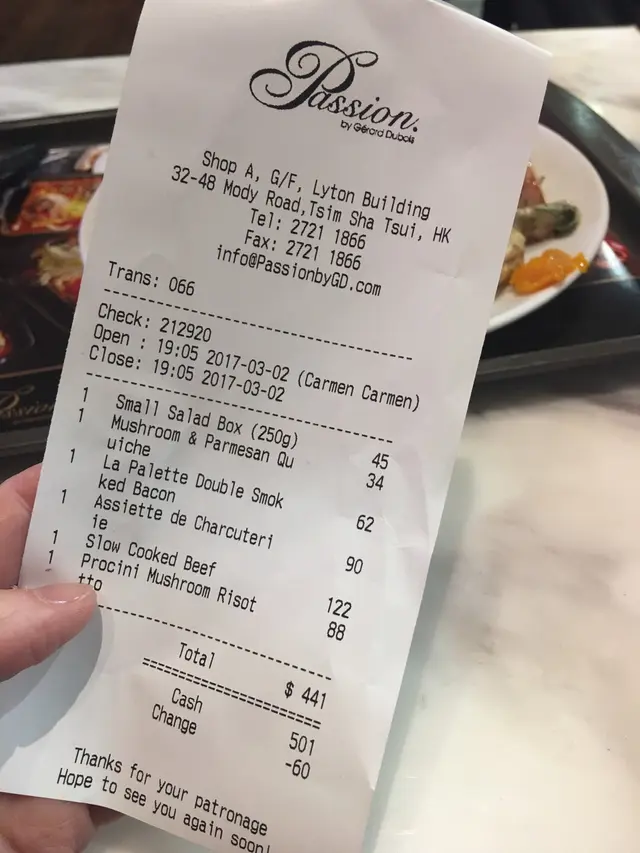 Passion.
by Gérard Dubois
Shop A, G/F, Lyton Building
32-48 Mody Road,Tsim Sha Tsui, HK
Tel: 2721 1866
Fax: 2721 1866
info@PassionbyGD.com
Trans: 066
Check: 212920
Open : 19:05 2017-03-02 (Carmen Carmen)
Close: 19:05 2017-03-02
1 Small Salad Box (250g) 45
1 Mushroom & Parmesan Qu 34
uiche
1 La Palette Double Smok 62
ked Bacon
1 Assiette de Charcuteri 90
ie
1 Slow Cooked Beef 122
1 Procini Mushroom Risot 88
tto
Total $ 441
Cash 501
Change -60
Thanks for your patronage
Hope to see you again soon!
Passion